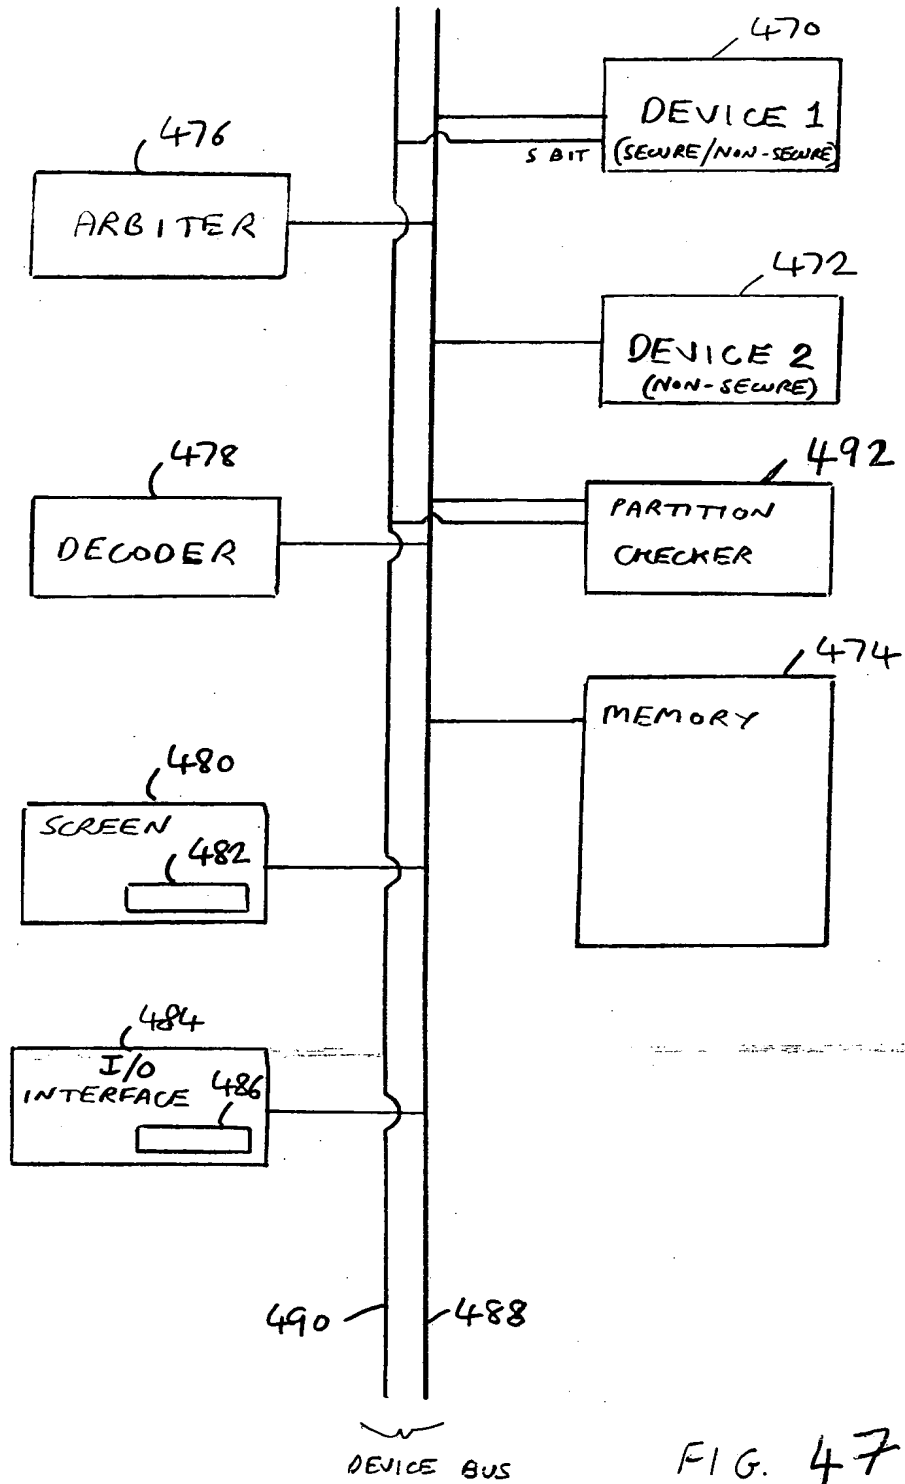 470
DEVICE 1
(SECURE/NON-SECURE)
S BIT
476
ARBITER
472
DEVICE 2
(NON-SECURE)
478
DECODER
492
PARTITION
CHECKER
474
MEMORY
480
SCREEN
482
484
I/O
INTERFACE
486
490
488
DEVICE BUS
FIG. 47